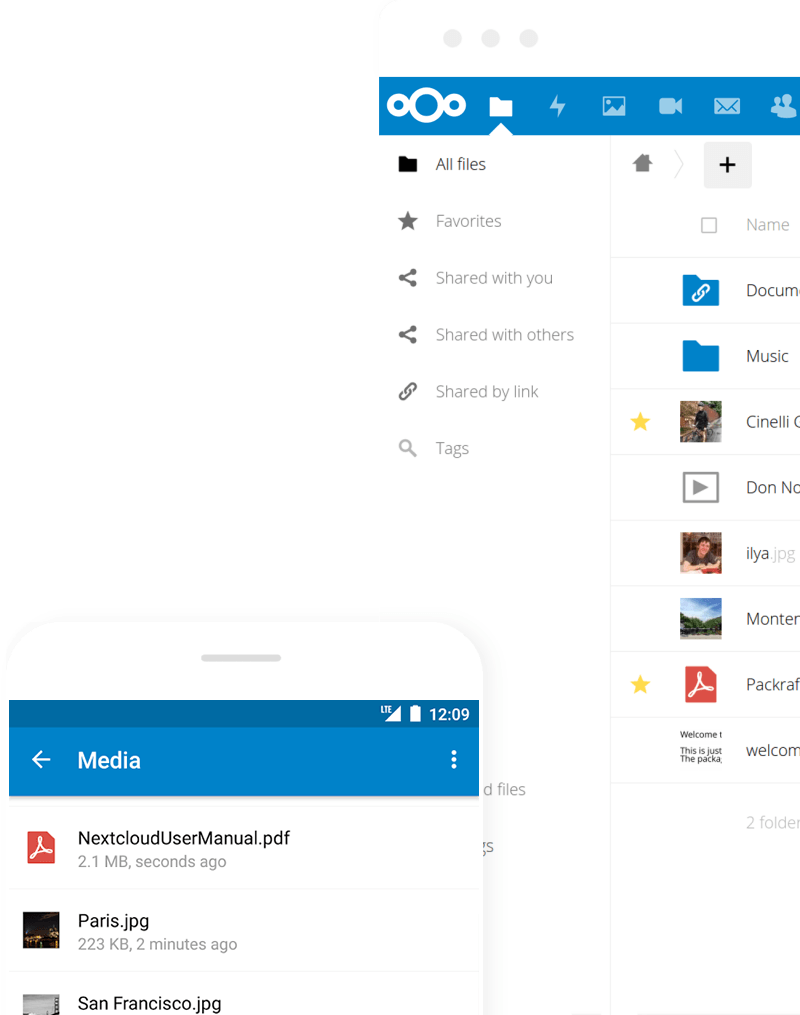 All files
Favorites
Shared with you
Shared with others
Shared by link
Tags
d files
gs
Name
Docum
Music
Cinelli
Don No
ilya.jpg
Monter
Packraf
Welcome t
This is just
The packa
welcom
2 folder
LTE 12:09
Media
NextcloudUserManual.pdf
2.1 MB, seconds ago
Paris.jpg
223 KB, 2 minutes ago
San Francisco.jpg